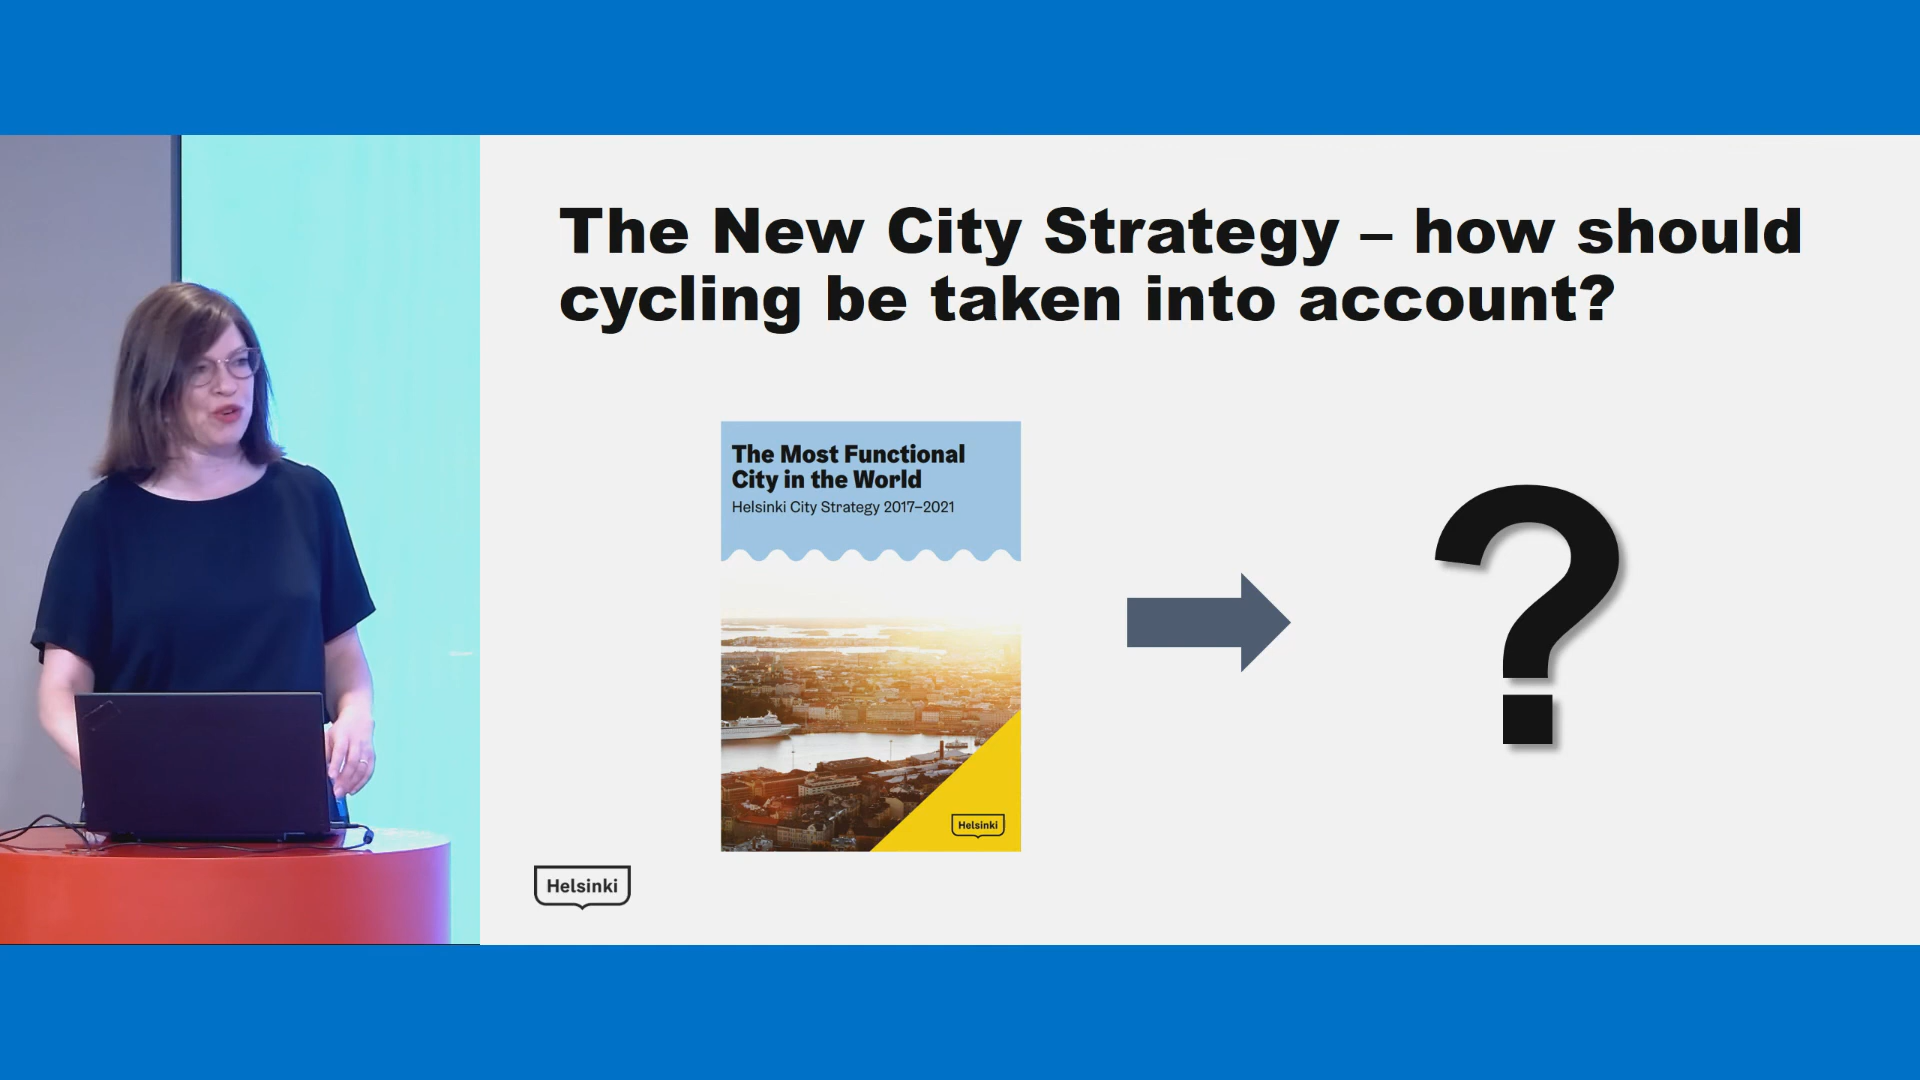 The New City Strategy – how should
cycling be taken into account?
The Most Functional
City in the World
Helsinki City Strategy 2017–2021
?
Helsinki
Helsinki